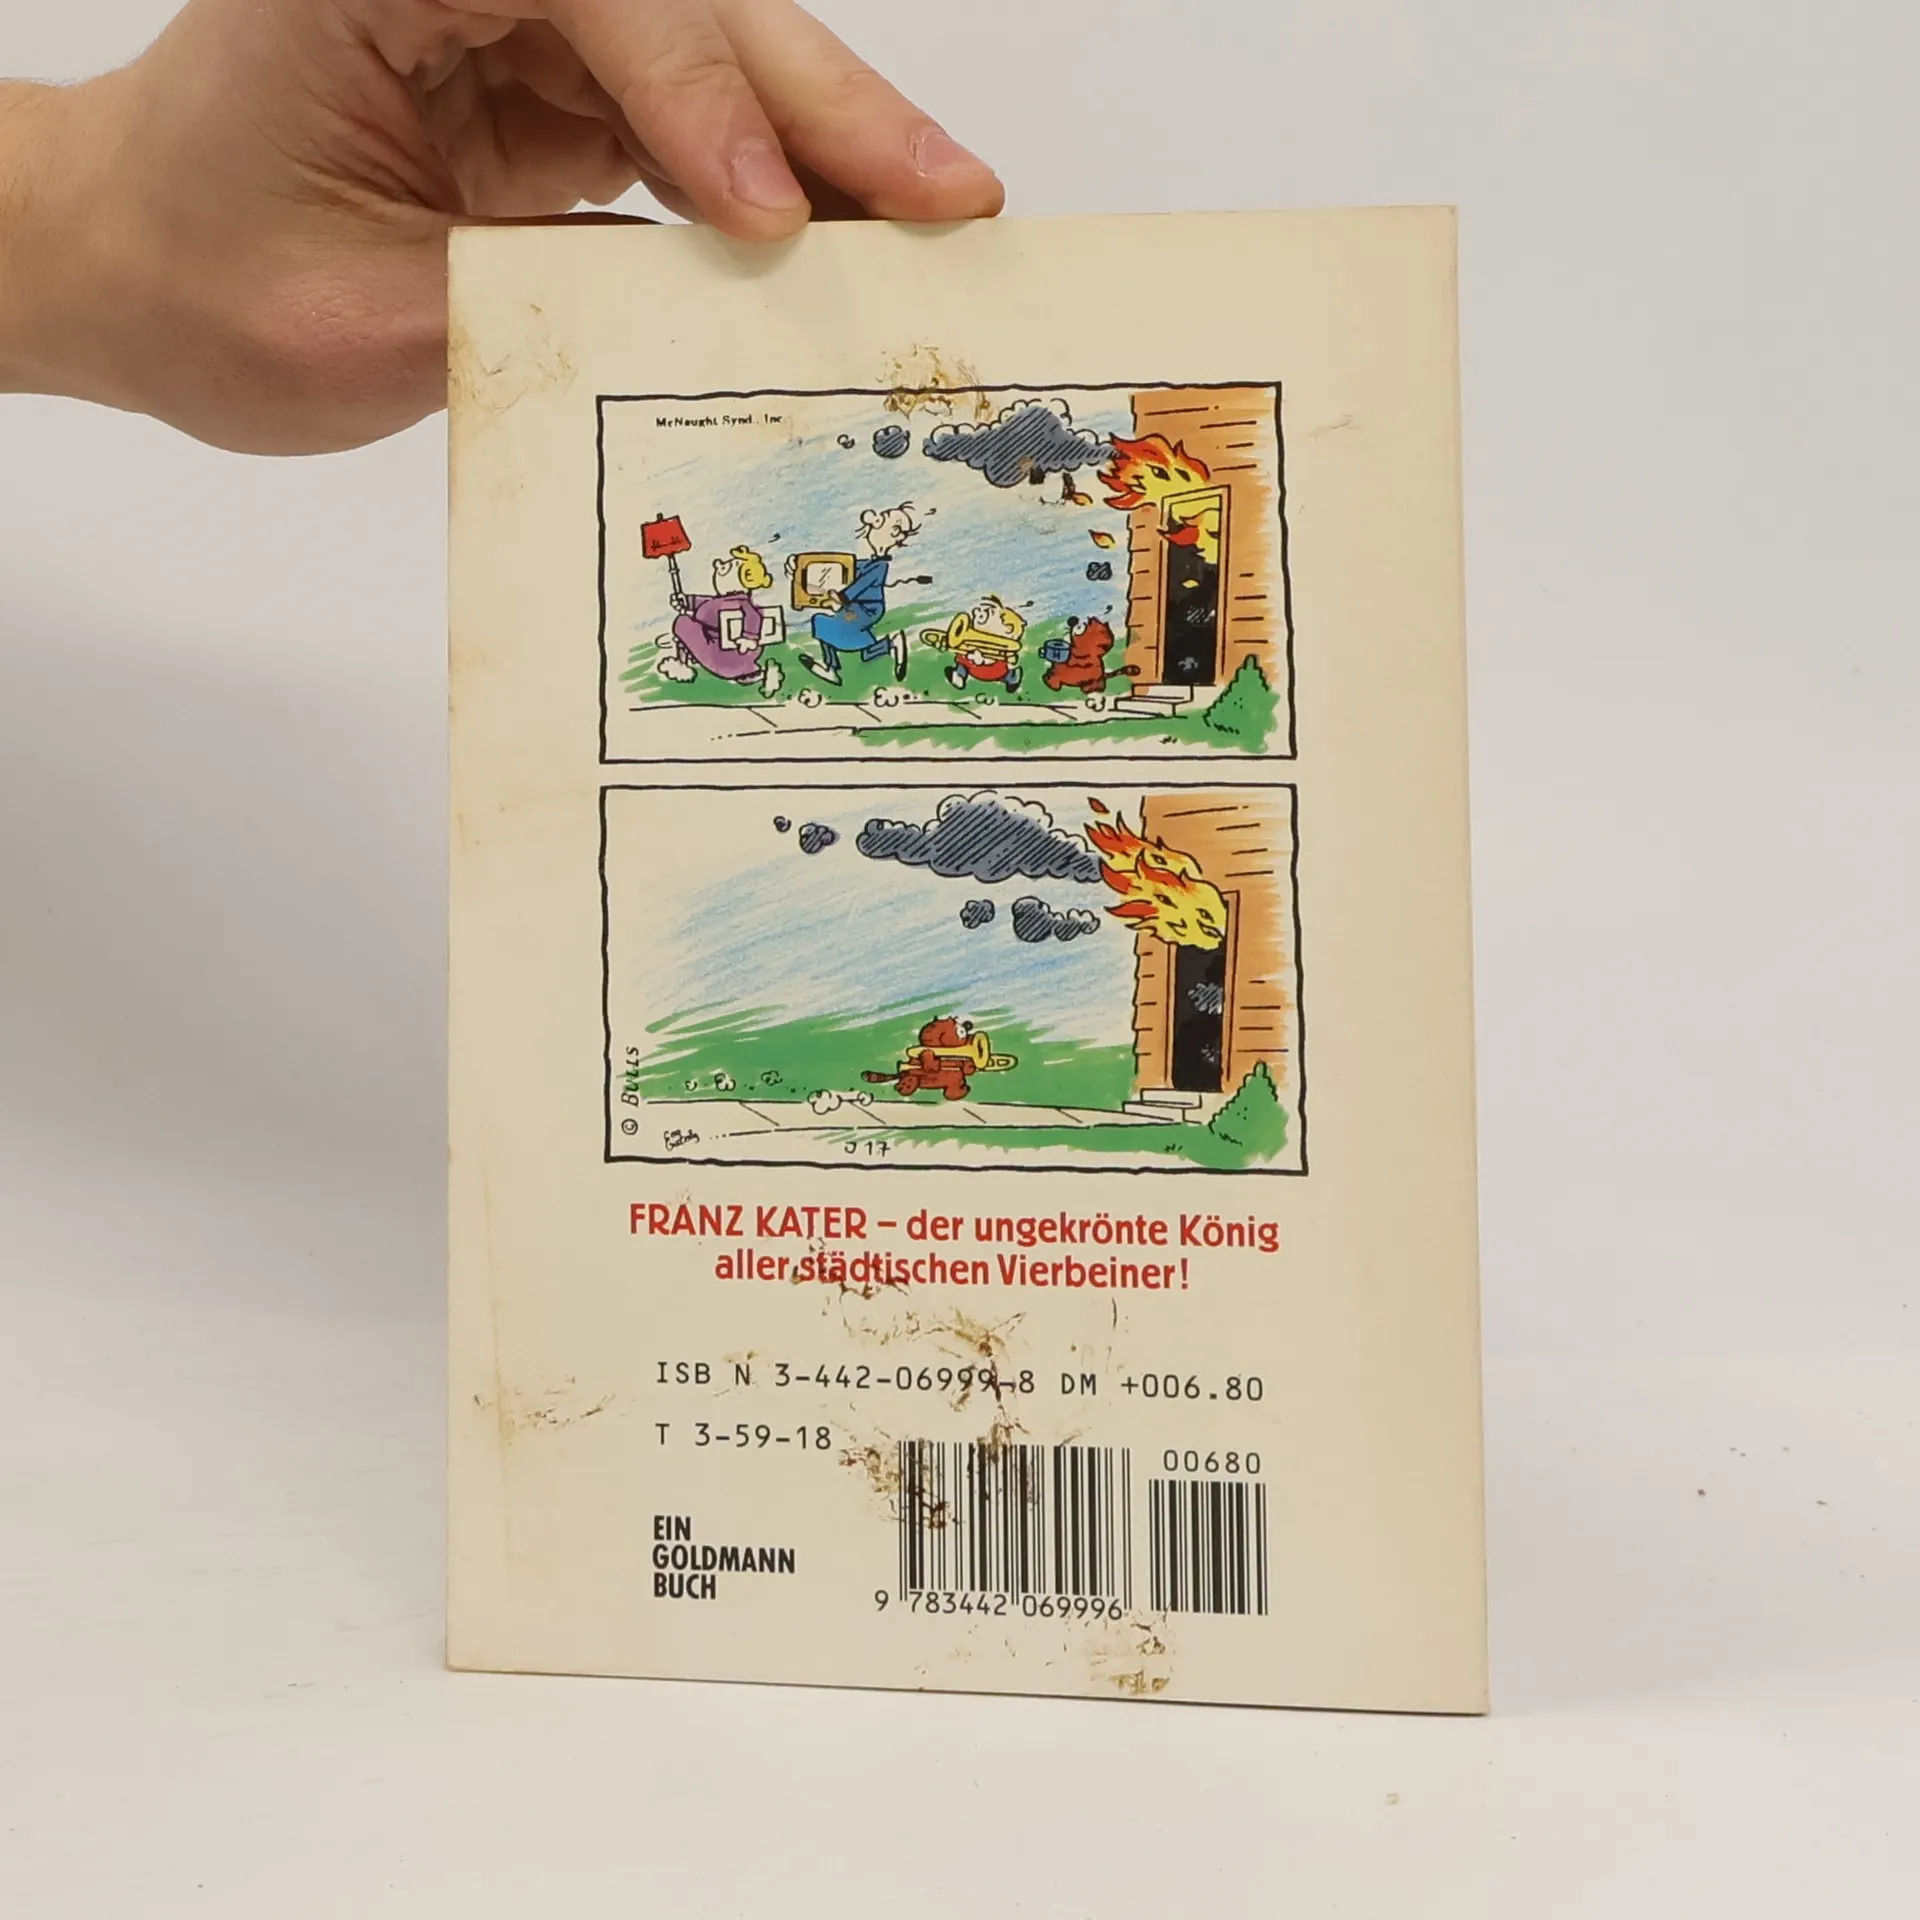 McNaught Synd., Inc.
© BULLS
J 17
FRANZ KATER – der ungekrönte König
aller städtischen Vierbeiner!
ISB N 3-442-06999-8 DM +006.80
T 3-59-18
00680
EIN
GOLDMANN
BUCH
9 783442 069996